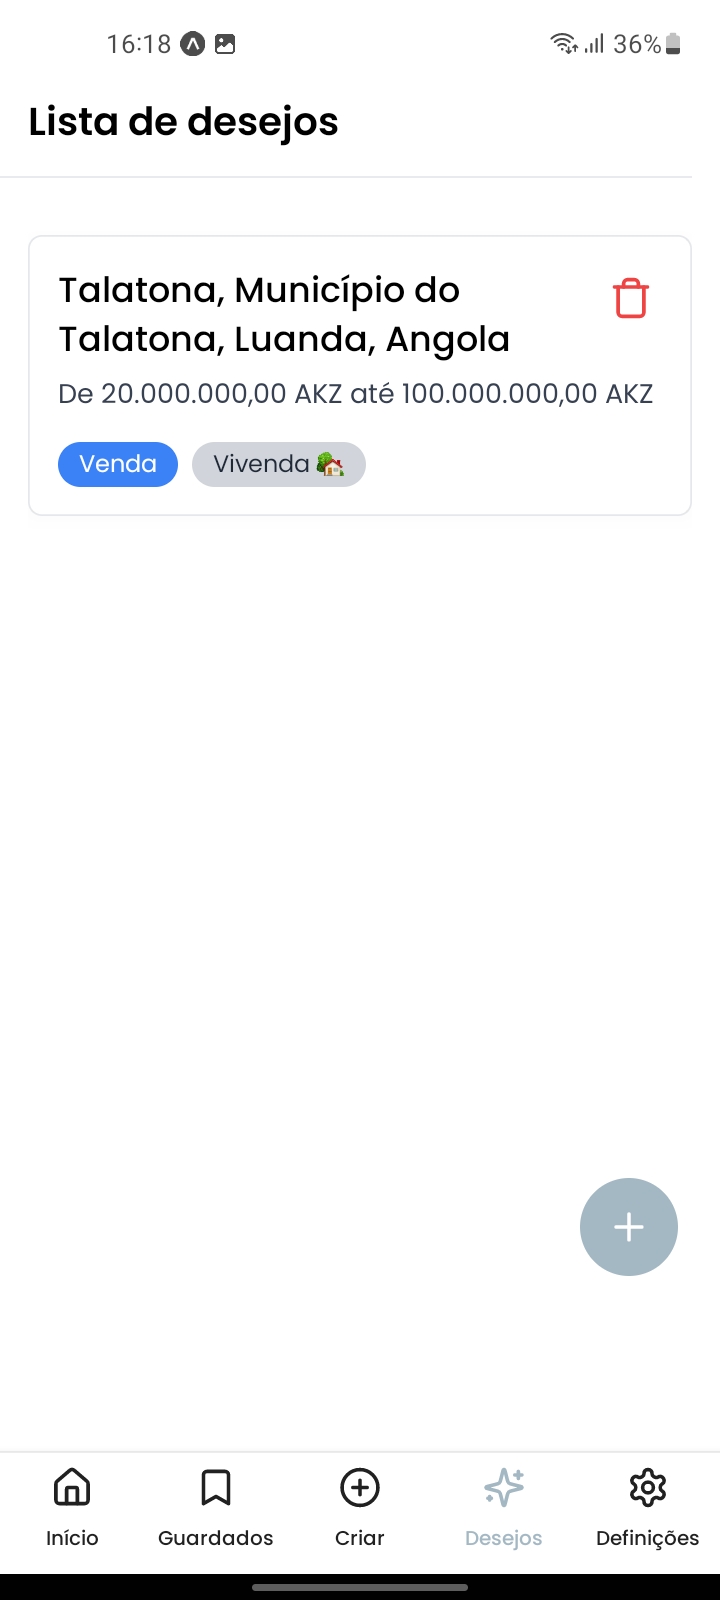 16:18
36%
Lista de desejos
Talatona, Município do
Talatona, Luanda, Angola
De 20.000.000,00 AKZ até 100.000.000,00 AKZ
Venda
Vivenda 🏡
Início
Guardados
Criar
Desejos
Definições